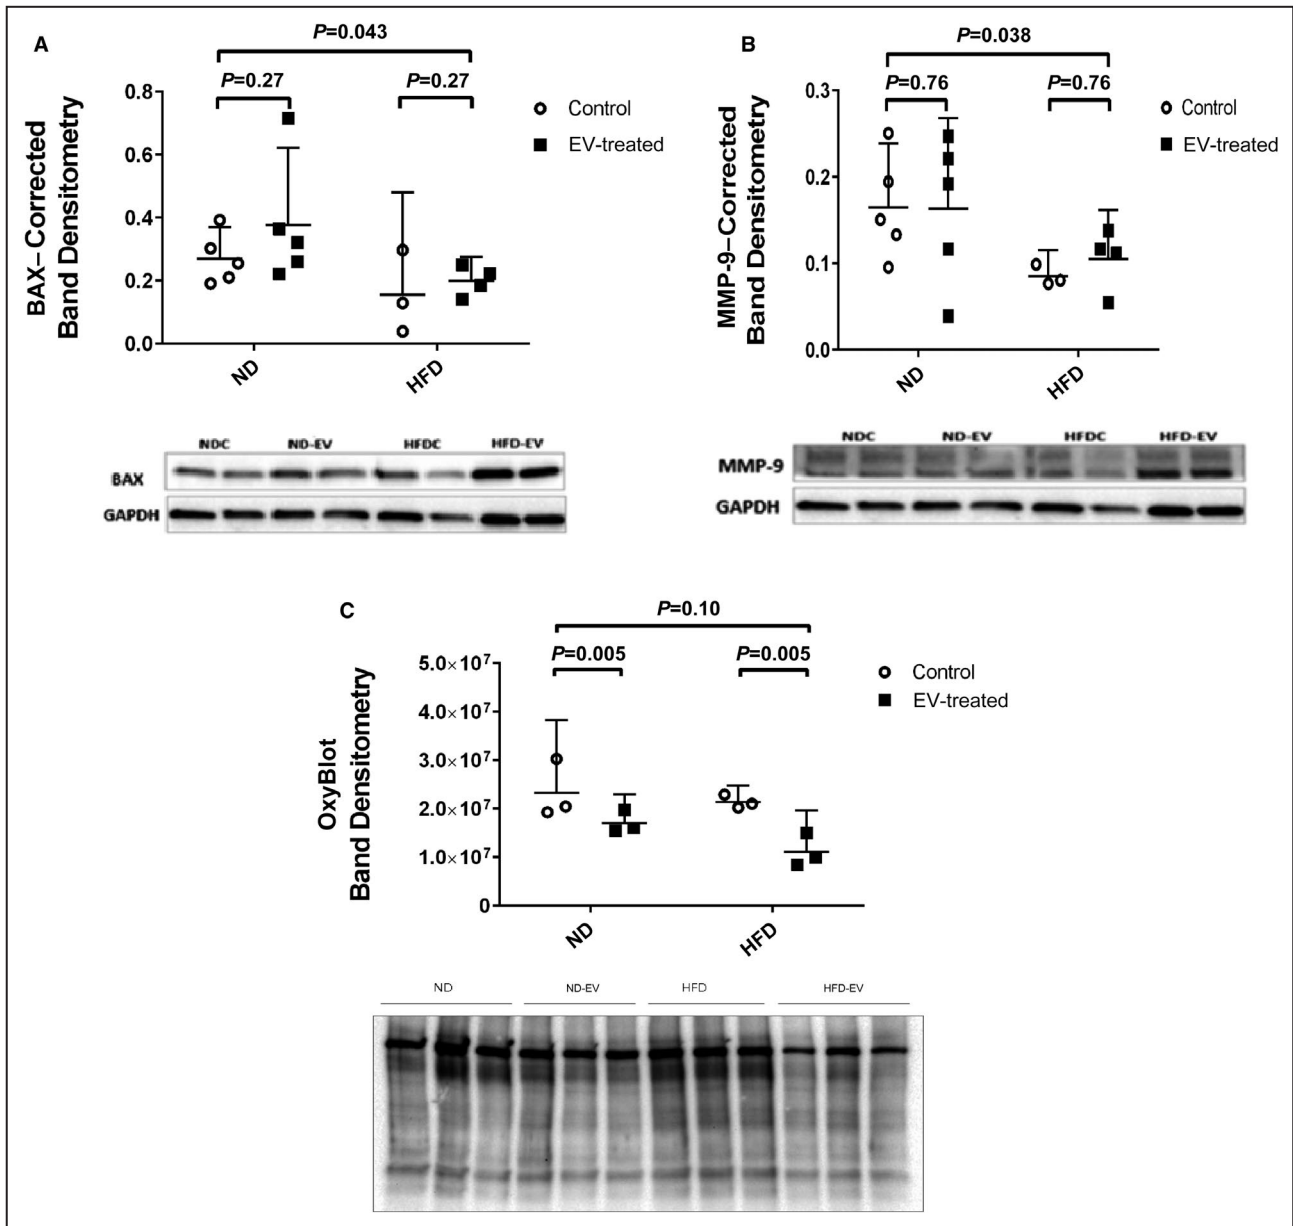 A
P=0.043
P=0.27
P=0.27
BAX–Corrected
Band Densitometry
0.8
0.6
0.4
0.2
0.0
ND
HFD
Control
EV-treated
NDC
ND-EV
HFDC
HFD-EV
BAX
GAPDH
B
P=0.038
P=0.76
P=0.76
MMP-9–Corrected
Band Densitometry
0.3
0.2
0.1
0.0
ND
HFD
Control
EV-treated
NDC
ND-EV
HFDC
HFD-EV
MMP-9
GAPDH
C
P=0.10
P=0.005
P=0.005
OxyBlot
Band Densitometry
5.0×10⁷
4.0×10⁷
3.0×10⁷
2.0×10⁷
1.0×10⁷
0
ND
HFD
Control
EV-treated
ND
ND-EV
HFD
HFD-EV